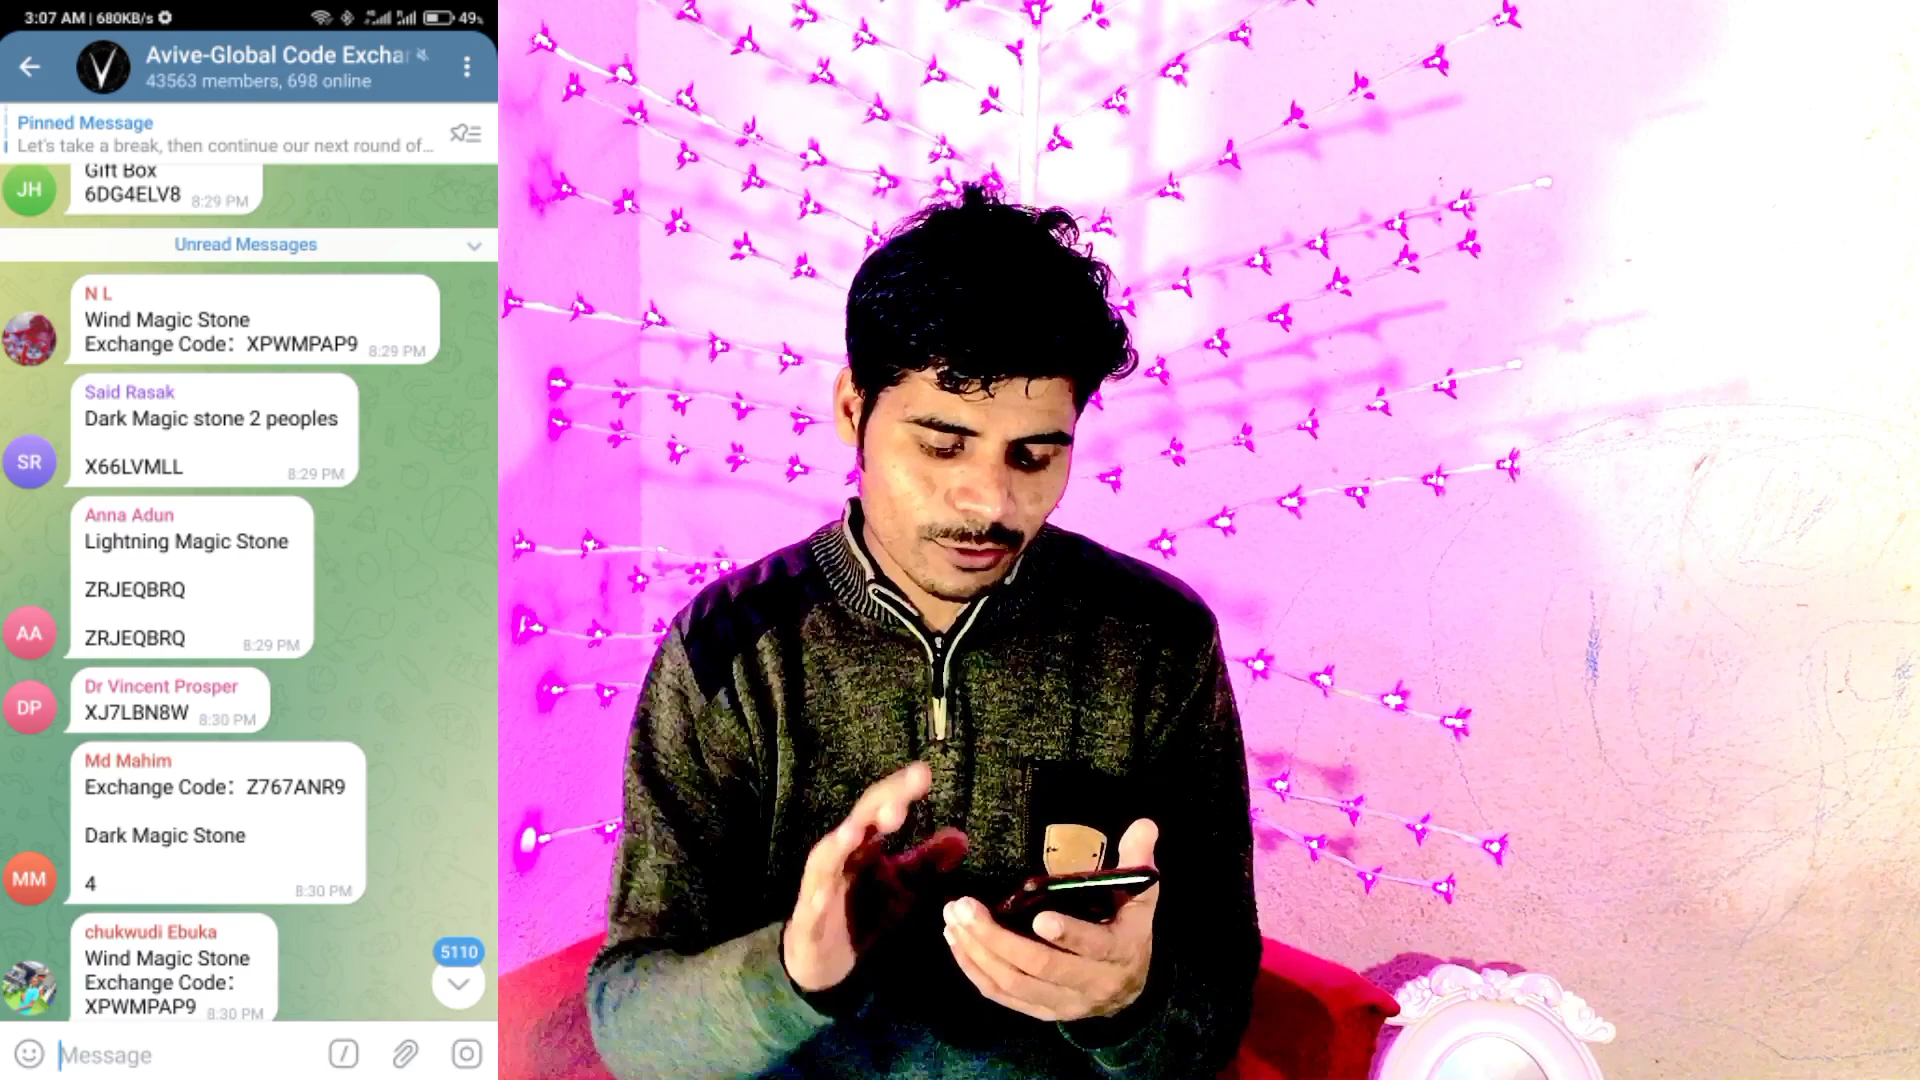 3:07 AM | 680KB/s
49%
Avive-Global Code Exchar
43563 members, 698 online
Pinned Message
Let's take a break, then continue our next round of...
JH
Gift Box
6DG4ELV8 8:29 PM
Unread Messages
N L
Wind Magic Stone
Exchange Code： XPWMPAP9 8:29 PM
Said Rasak
Dark Magic stone 2 peoples
SR
X66LVMLL 8:29 PM
Anna Adun
Lightning Magic Stone
ZRJEQBRQ
AA
ZRJEQBRQ 8:29 PM
Dr Vincent Prosper
DP
XJ7LBN8W 8:30 PM
Md Mahim
Exchange Code： Z767ANR9
Dark Magic Stone
MM
4 8:30 PM
chukwudi Ebuka
Wind Magic Stone
Exchange Code：
XPWMPAP9 8:30 PM
5110
Message